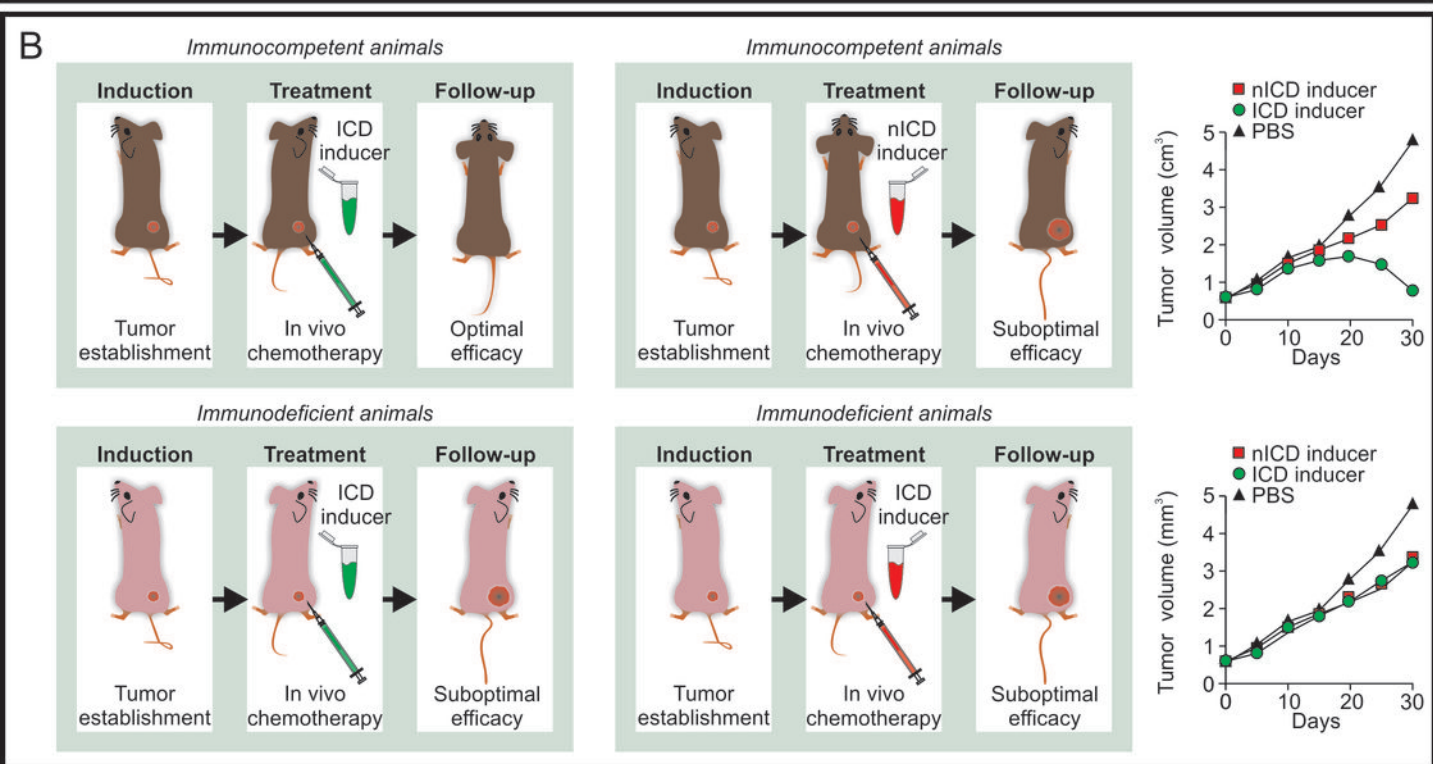 B
Immunocompetent animals
Induction
Treatment
Follow-up
ICD
inducer
Tumor
establishment
In vivo
chemotherapy
Optimal
efficacy
Immunocompetent animals
Induction
Treatment
Follow-up
nICD
inducer
Tumor
establishment
In vivo
chemotherapy
Suboptimal
efficacy
nICD inducer
ICD inducer
PBS
Tumor volume (cm³)
5
4
3
2
1
0
0 10 20 30
Days
Immunodeficient animals
Induction
Treatment
Follow-up
ICD
inducer
Tumor
establishment
In vivo
chemotherapy
Suboptimal
efficacy
Immunodeficient animals
Induction
Treatment
Follow-up
ICD
inducer
Tumor
establishment
In vivo
chemotherapy
Suboptimal
efficacy
nICD inducer
ICD inducer
PBS
Tumor volume (mm³)
5
4
3
2
1
0
0 10 20 30
Days